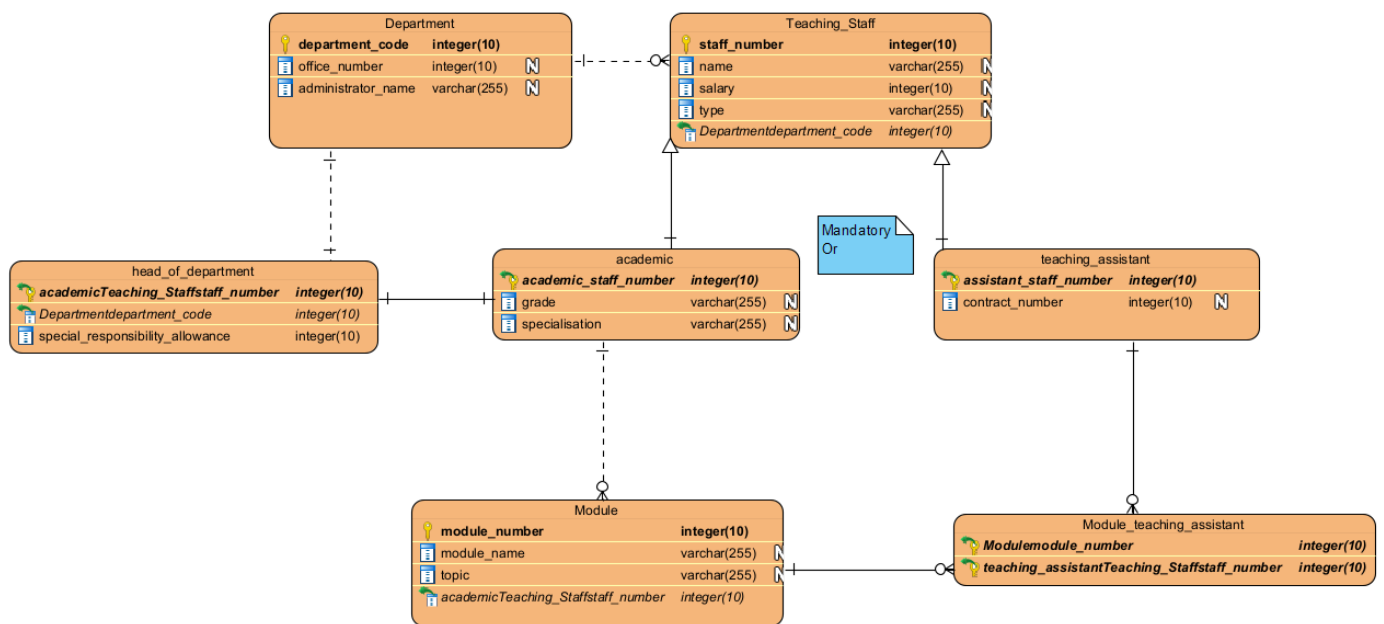 Department
department_code integer(10)
office_number integer(10) N
administrator_name varchar(255) N
Teaching_Staff
staff_number integer(10)
name varchar(255) N
salary integer(10) N
type varchar(255) N
Departmentdepartment_code integer(10)
Mandatory
Or
head_of_department
academicTeaching_Staffstaff_number integer(10)
Departmentdepartment_code integer(10)
special_responsibility_allowance integer(10)
academic
academic_staff_number integer(10)
grade varchar(255) N
specialisation varchar(255) N
teaching_assistant
assistant_staff_number integer(10)
contract_number integer(10) N
Module
module_number integer(10)
module_name varchar(255) N
topic varchar(255) N
academicTeaching_Staffstaff_number integer(10)
Module_teaching_assistant
Modulemodule_number integer(10)
teaching_assistantTeaching_Staffstaff_number integer(10)